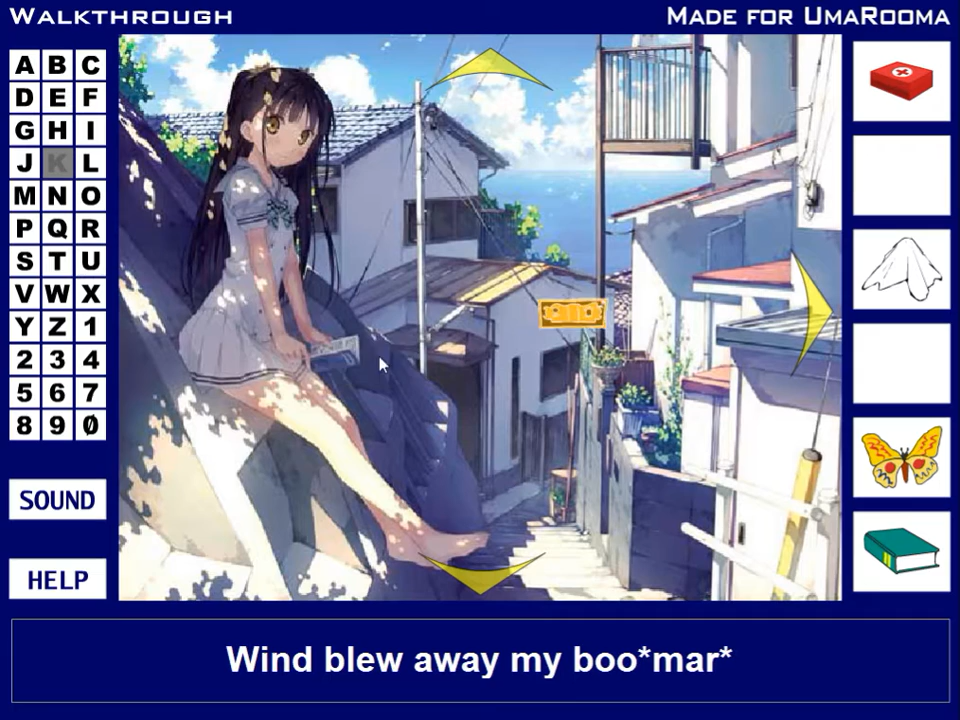 WALKTHROUGH
MADE FOR UMAROOMA
A B C
D E F
G H I
J K L
M N O
P Q R
S T U
V W X
Y Z 1
2 3 4
5 6 7
8 9 0
SOUND
HELP
Wind blew away my boo*mar*